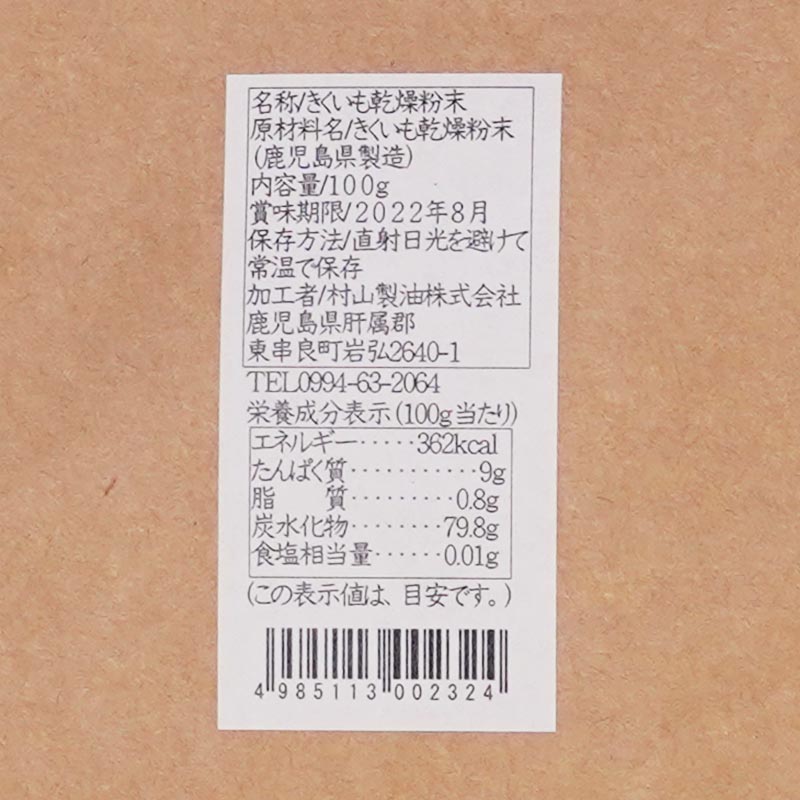 名称/きくいも乾燥粉末
原材料名/きくいも乾燥粉末
(鹿児島県製造)
内容量/100g
賞味期限/2022年8月
保存方法/直射日光を避けて
常温で保存
加工者/村山製油株式会社
鹿児島県肝属郡
東串良町岩弘2640-1
TEL0994-63-2064
栄養成分表示(100g当たり)
エネルギー·····362kcal
たんぱく質···········9g
脂　　質·········0.8g
炭水化物········79.8g
食塩相当量······0.01g
(この表示値は、目安です。)
4 985113 002324